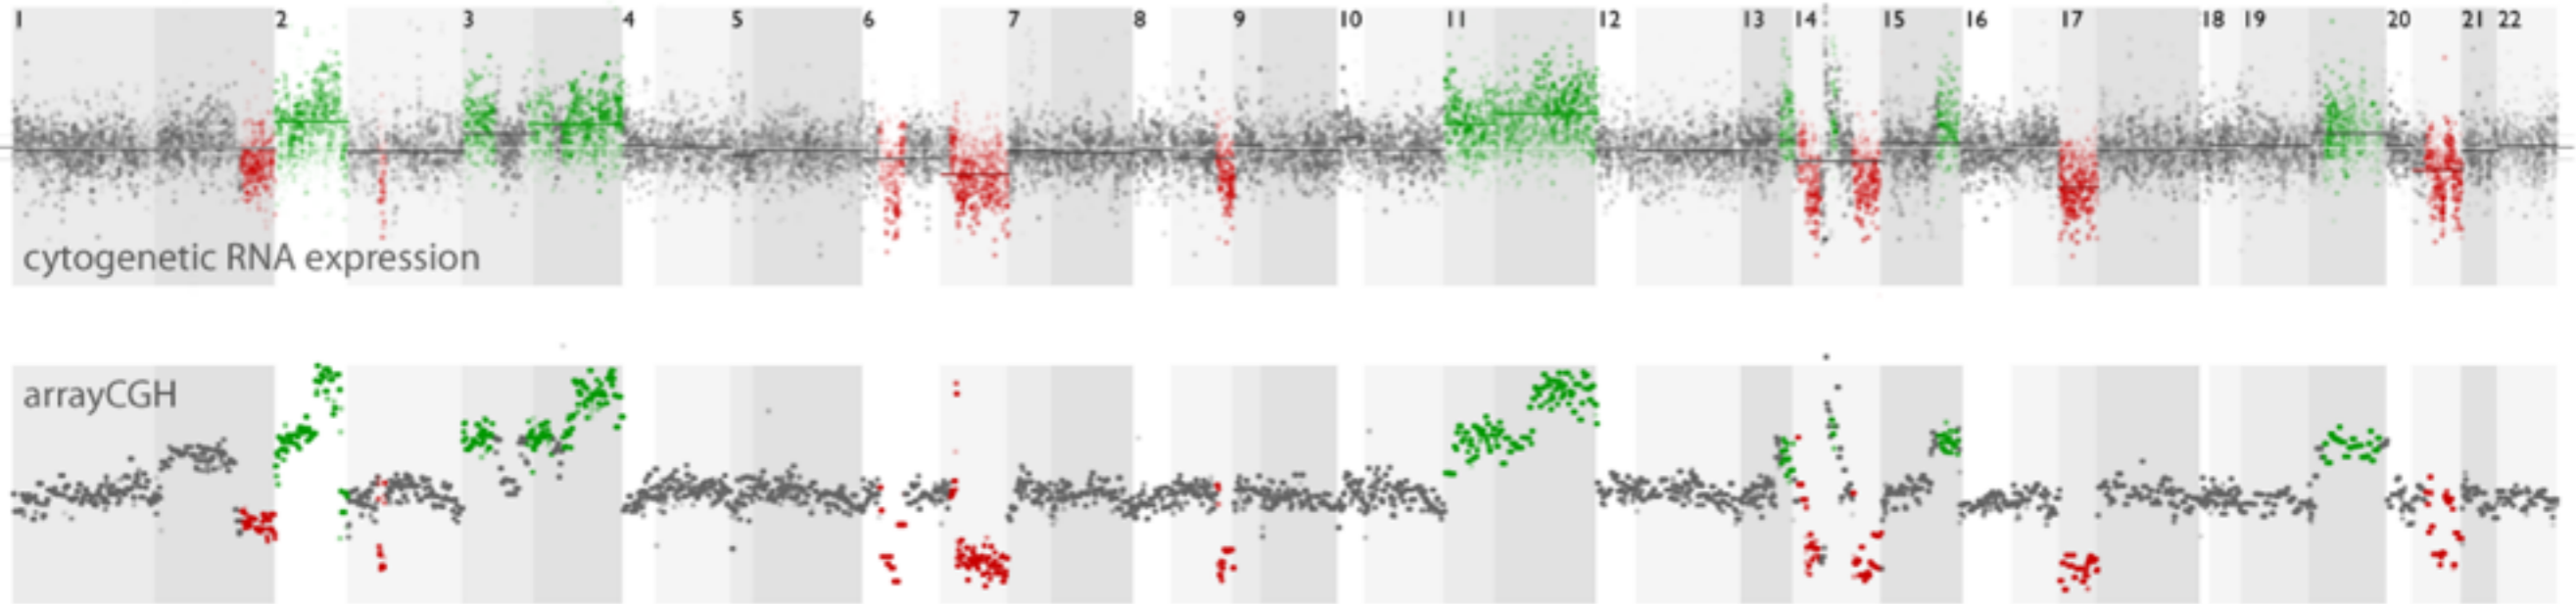 1 2 3 4 5 6 7 8 9 10 11 12 13 14 15 16 17 18 19 20 21 22
cytogenetic RNA expression
arrayCGH